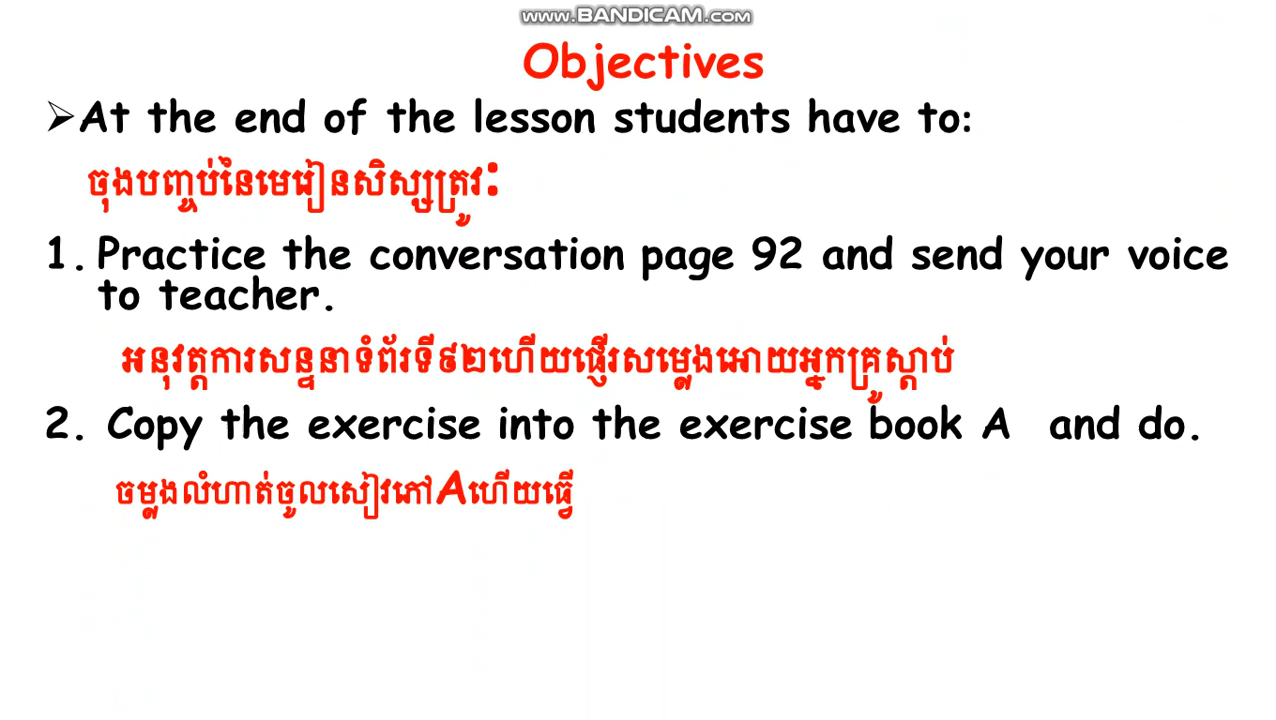 www.BANDICAM.com
Objectives
➢At the end of the lesson students have to:
ចុងបញ្ចប់នៃមេរៀនសិស្សត្រូវ:
1. Practice the conversation page 92 and send your voice
to teacher.
អនុវត្តការសន្ទនាទំព័រទី៩២ហើយផ្ញើរសម្លេងអោយអ្នកគ្រូស្តាប់
2. Copy the exercise into the exercise book A and do.
ចម្លងលំហាត់ចូលសៀវភៅAហើយធ្វើ